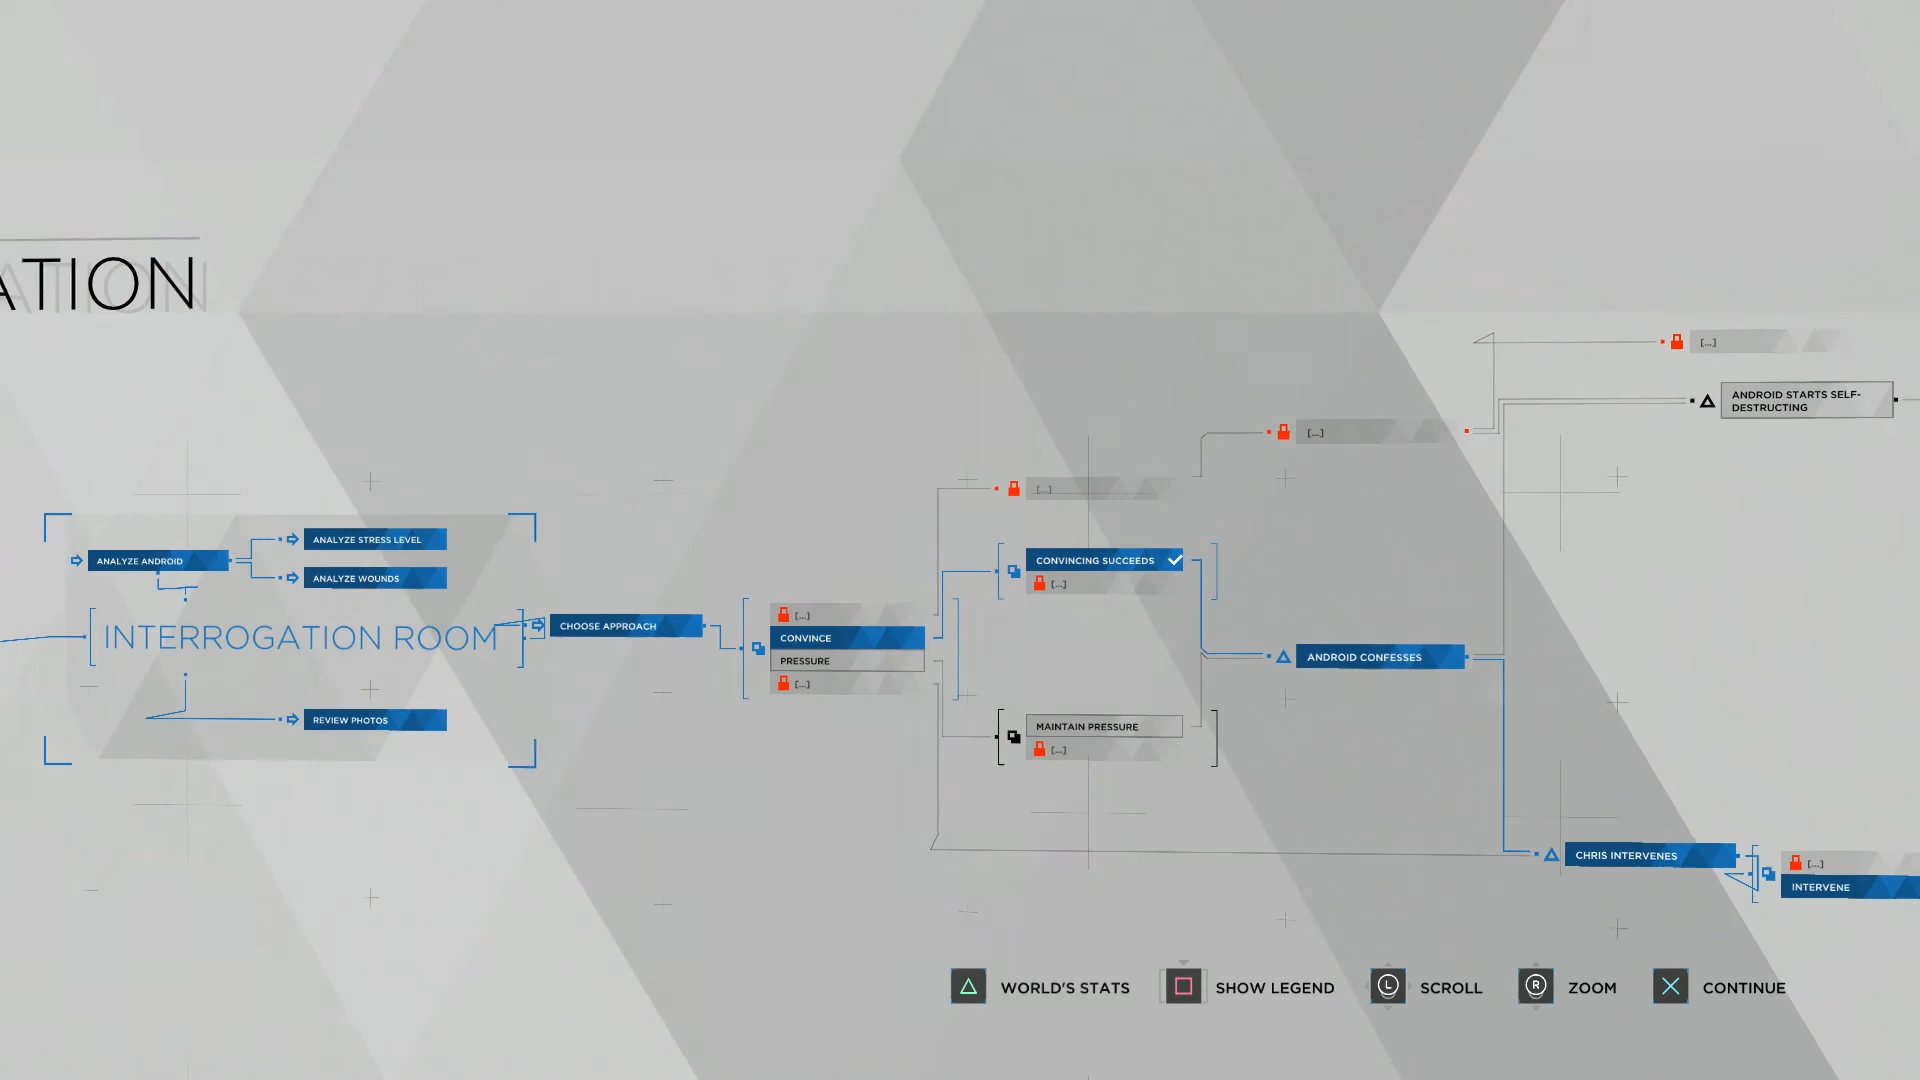 ATION
[...]
ANDROID STARTS SELF-
DESTRUCTING
[...]
[...]
ANALYZE STRESS LEVEL
ANALYZE ANDROID
ANALYZE WOUNDS
CONVINCING SUCCEEDS
[...]
INTERROGATION ROOM
CHOOSE APPROACH
[...]
CONVINCE
PRESSURE
[...]
ANDROID CONFESSES
REVIEW PHOTOS
MAINTAIN PRESSURE
[...]
CHRIS INTERVENES
[...]
INTERVENE
WORLD'S STATS
SHOW LEGEND
L
SCROLL
R
ZOOM
CONTINUE